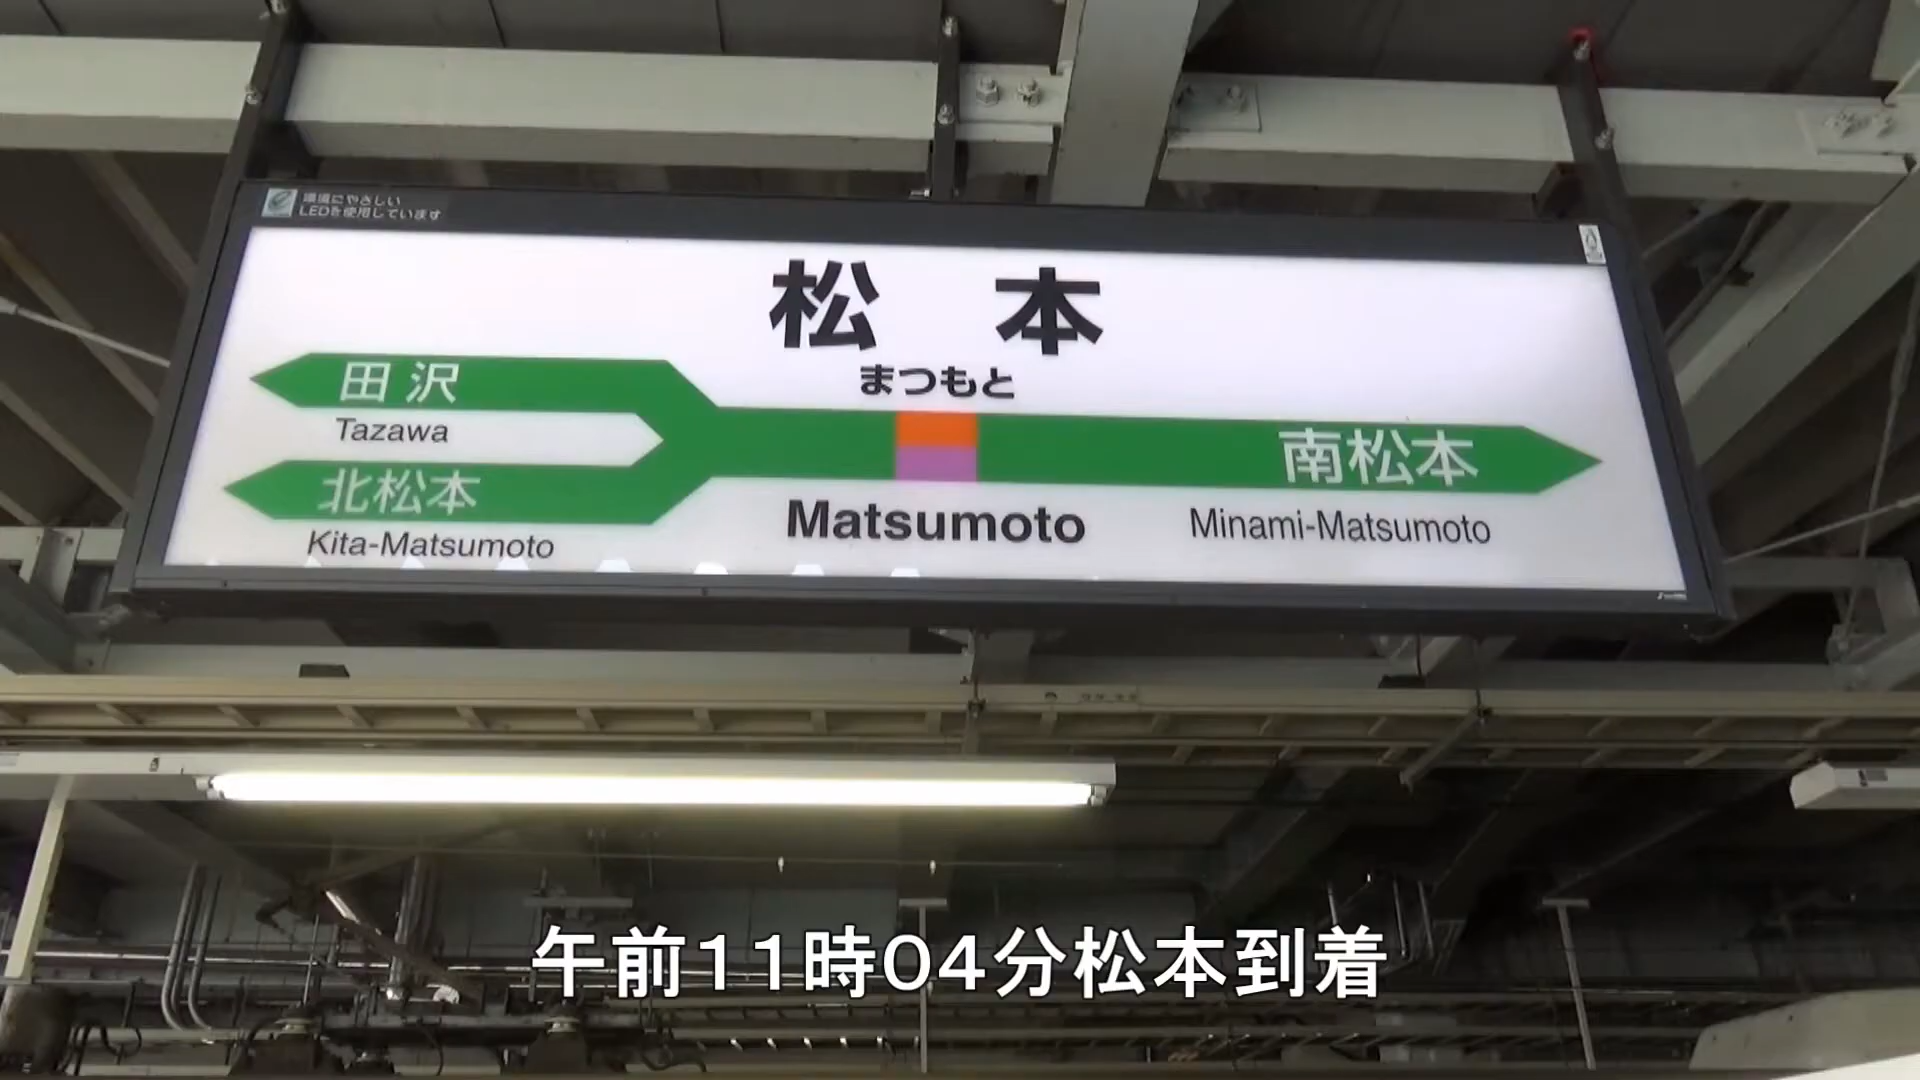 環境にやさしい
LEDを使用しています
松本
まつもと
田沢
Tazawa
北松本
Kita-Matsumoto
Matsumoto
南松本
Minami-Matsumoto
午前11時04分松本到着